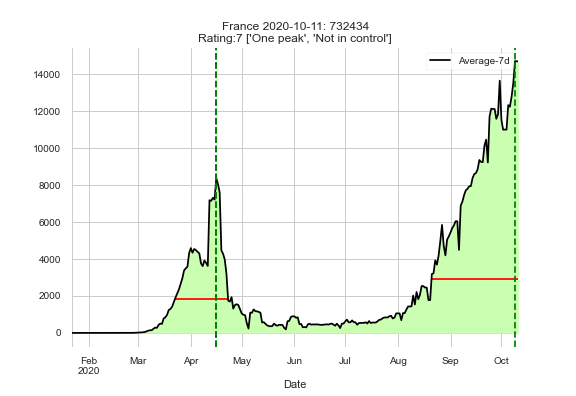 France 2020-10-11: 732434
Rating:7 ['One peak', 'Not in control']
Average-7d
14000
12000
10000
8000
6000
4000
2000
0
Feb Mar Apr May Jun Jul Aug Sep Oct
2020
Date